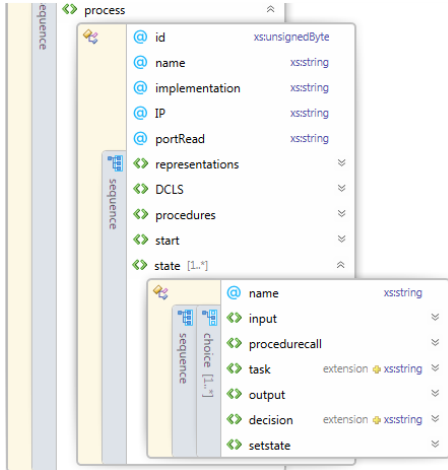 sequence
process
@ id xs:unsignedByte
@ name xs:string
@ implementation xs:string
@ IP xs:string
@ portRead xs:string
sequence
representations
DCLS
procedures
start
state [1..*]
@ name xs:string
sequence
choice [1..*]
input
procedurecall
task extension xs:string
output
decision extension xs:string
setstate